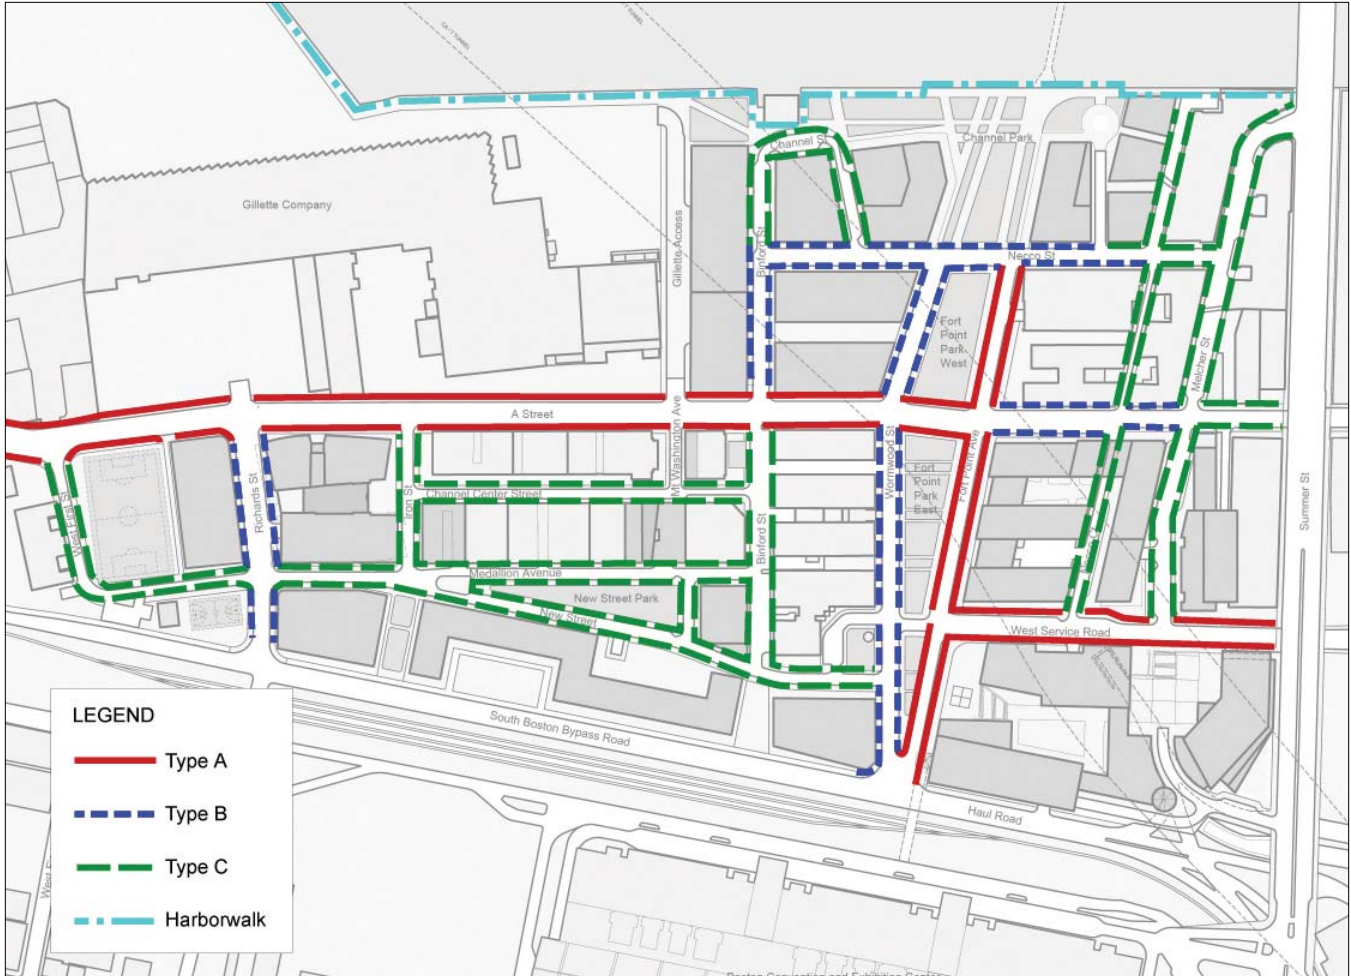 CA/T TUNNEL
Channel St
Channel Park
Gillette Company
Gillette Access
Binford St
Necco St
Fort
Point
Park
West
Melcher St
A Street
Mt Washington Ave
Wormwood St
Fort Point Ave
Fort
Point
Park
East
Summer St
West First St
Richards St
Iron St
Channel Center Street
Binford St
Medallion Avenue
New Street Park
New Street
West Service Road
South Boston Bypass Road
Haul Road
LEGEND
Type A
Type B
Type C
Harborwalk